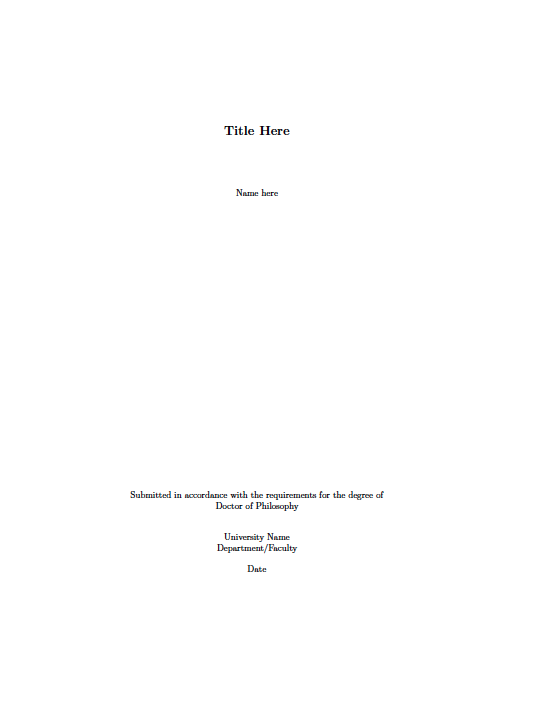 Title Here
Name here
Submitted in accordance with the requirements for the degree of
Doctor of Philosophy
University Name
Department/Faculty
Date